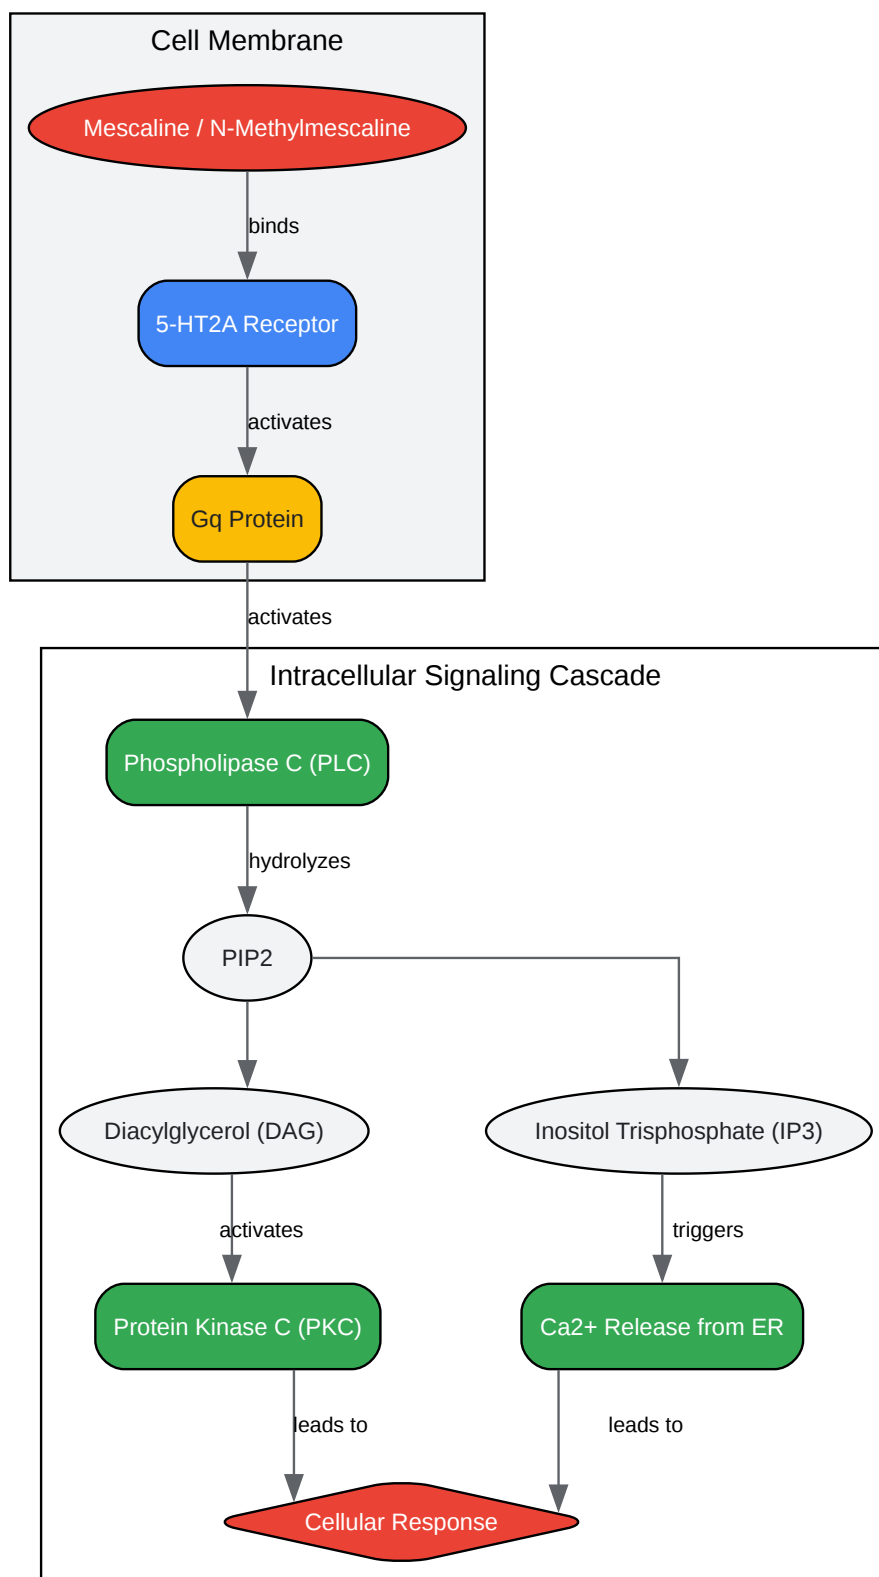 Cell Membrane
Mescaline / N-Methylmescaline
binds
5-HT2A Receptor
activates
Gq Protein
activates
Intracellular Signaling Cascade
Phospholipase C (PLC)
hydrolyzes
PIP2
Diacylglycerol (DAG)
Inositol Trisphosphate (IP3)
activates
triggers
Protein Kinase C (PKC)
Ca2+ Release from ER
leads to
leads to
Cellular Response